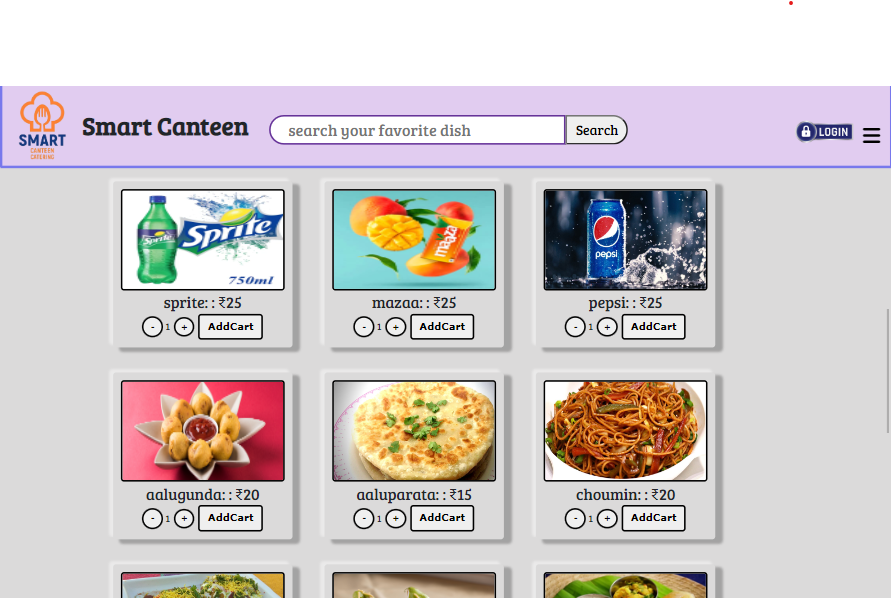 SMART
CANTEEN
CATERING
Smart Canteen
search your favorite dish
Search
LOGIN
Sprite
Sprite
750ml
maaza
pepsi
sprite: : ₹25
mazaa: : ₹25
pepsi: : ₹25
- 1 + AddCart
- 1 + AddCart
- 1 + AddCart
aalugunda: : ₹20
aaluparata: : ₹15
choumin: : ₹20
- 1 + AddCart
- 1 + AddCart
- 1 + AddCart